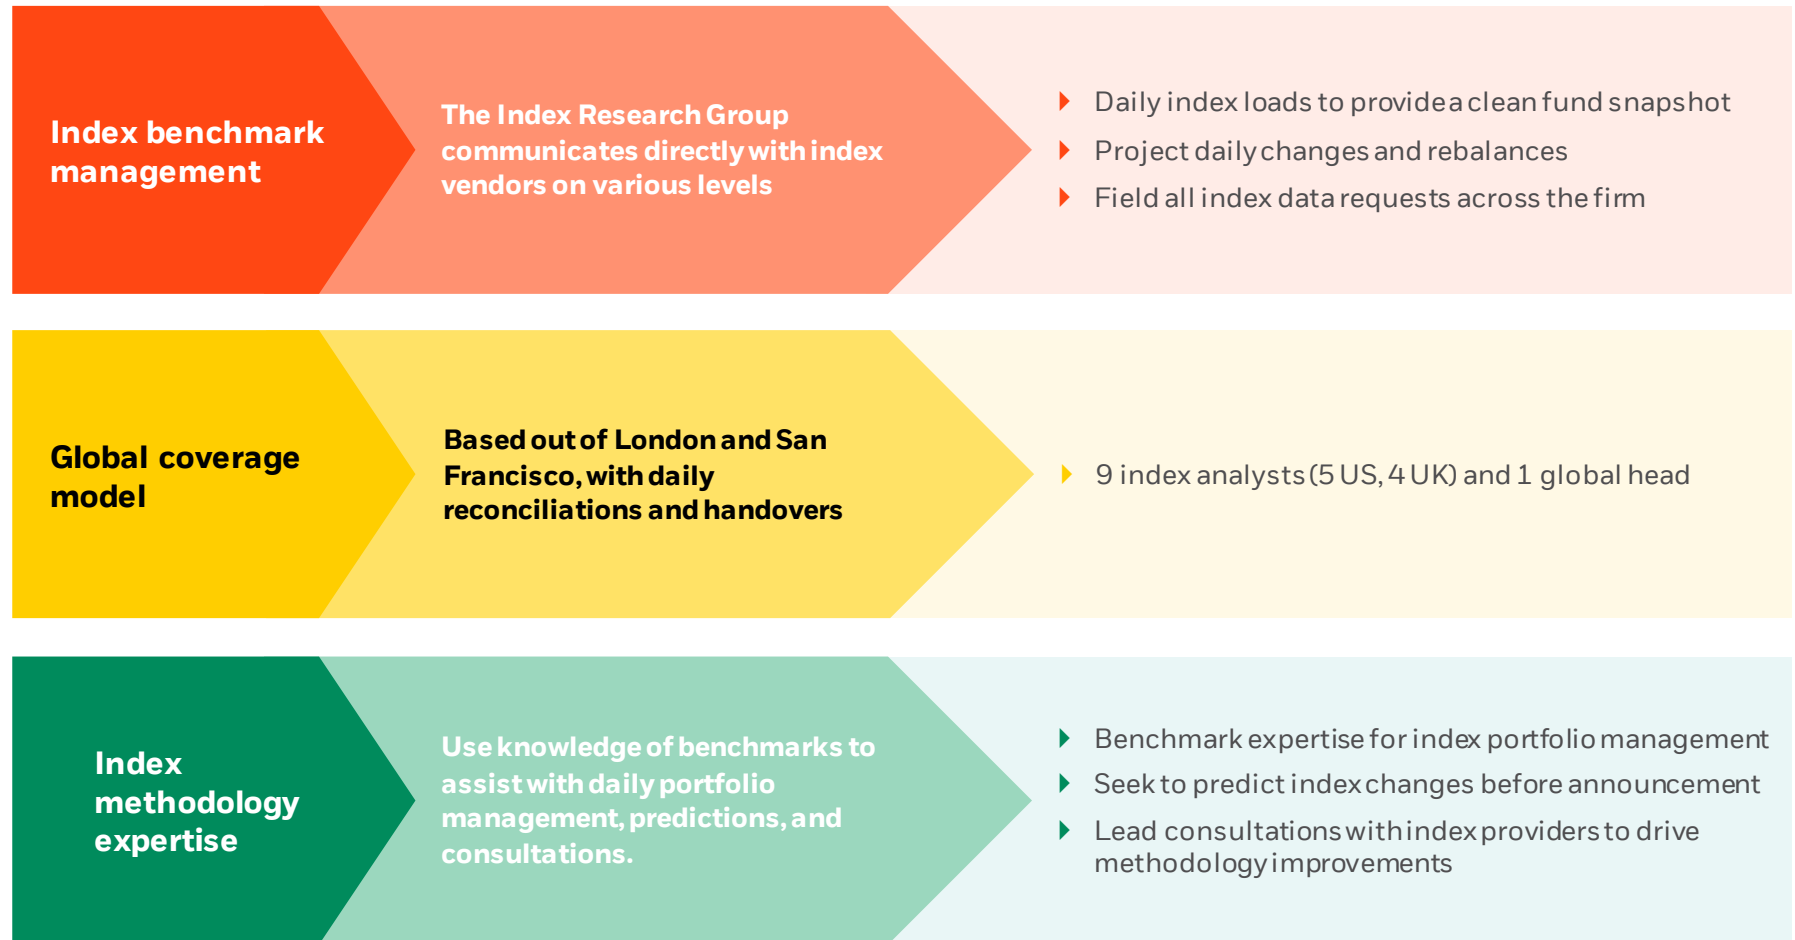 Index benchmark
management
The Index Research Group
communicates directly with index
vendors on various levels
Daily index loads to provide a clean fund snapshot
Project daily changes and rebalances
Field all index data requests across the firm
Global coverage
model
Based out of London and San
Francisco, with daily
reconciliations and handovers
9 index analysts (5 US, 4 UK) and 1 global head
Index
methodology
expertise
Use knowledge of benchmarks to
assist with daily portfolio
management, predictions, and
consultations.
Benchmark expertise for index portfolio management
Seek to predict index changes before announcement
Lead consultations with index providers to drive
methodology improvements